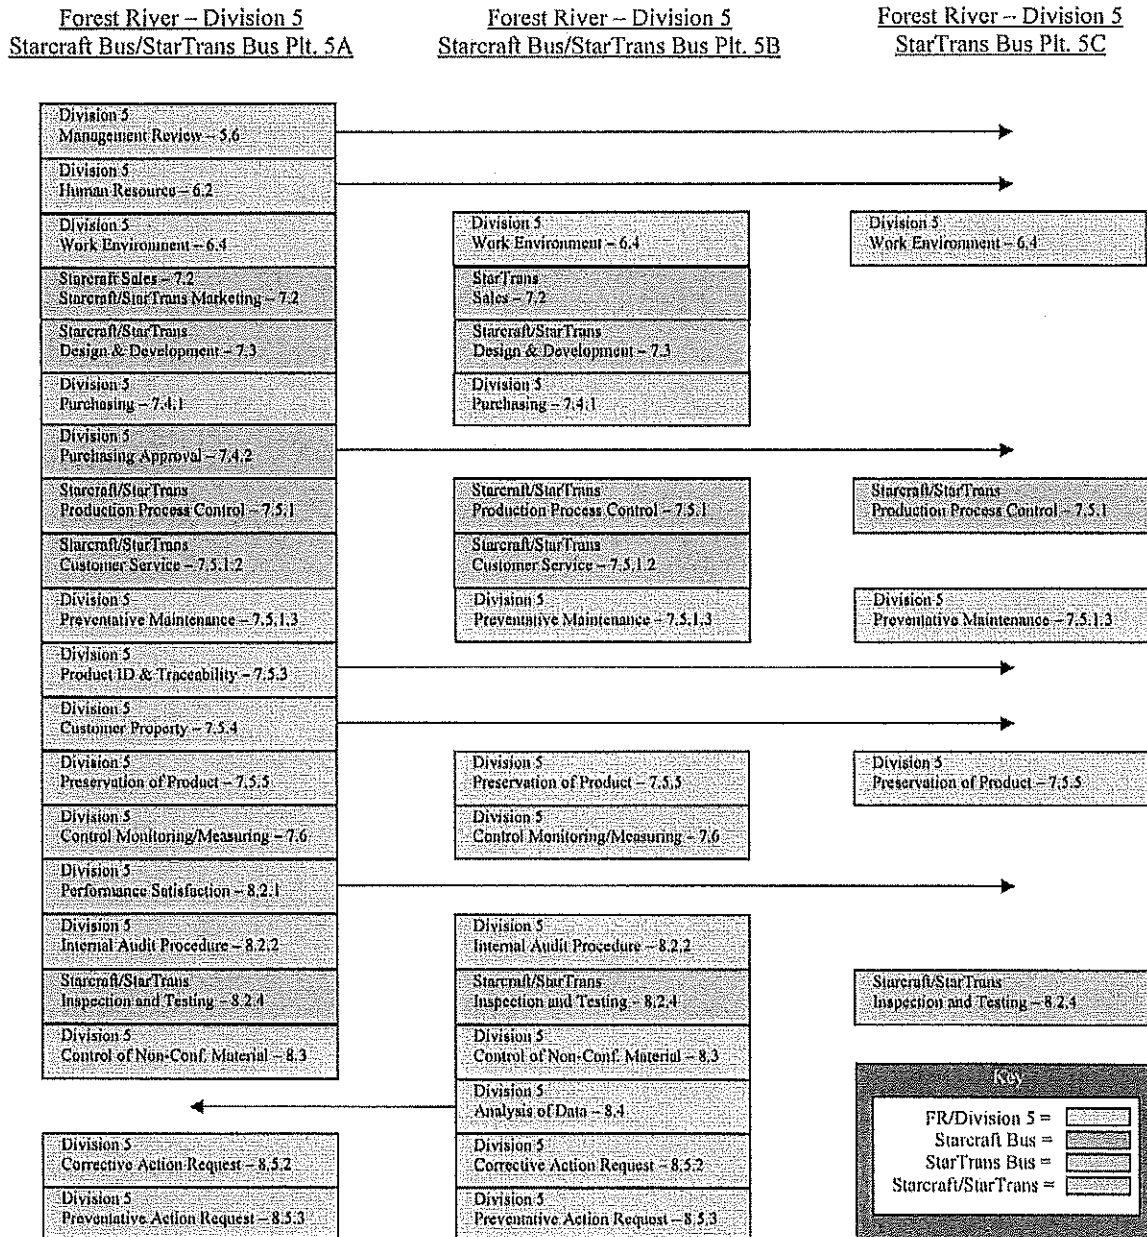 Forest River – Division 5
Starcraft Bus/StarTrans Bus Plt. 5A
Forest River – Division 5
Starcraft Bus/StarTrans Bus Plt. 5B
Forest River – Division 5
StarTrans Bus Plt. 5C
Division 5
Management Review – 5.6
Division 5
Human Resource – 6.2
Division 5
Work Environment – 6.4
Starcraft Sales – 7.2
Starcraft/StarTrans Marketing – 7.2
Starcraft/StarTrans
Design & Development – 7.3
Division 5
Purchasing – 7.4.1
Division 5
Purchasing Approval – 7.4.2
Starcraft/StarTrans
Production Process Control – 7.5.1
Starcraft/StarTrans
Customer Service – 7.5.1.2
Division 5
Preventative Maintenance – 7.5.1.3
Division 5
Product ID & Traceability – 7.5.3
Division 5
Customer Property – 7.5.4
Division 5
Preservation of Product – 7.5.5
Division 5
Control Monitoring/Measuring – 7.6
Division 5
Performance Satisfaction – 8.2.1
Division 5
Internal Audit Procedure – 8.2.2
Starcraft/StarTrans
Inspection and Testing – 8.2.4
Division 5
Control of Non-Conf. Material – 8.3
Division 5
Corrective Action Request – 8.5.2
Division 5
Preventative Action Request – 8.5.3
Division 5
Work Environment – 6.4
StarTrans
Sales – 7.2
Starcraft/StarTrans
Design & Development – 7.3
Division 5
Purchasing – 7.4.1
Starcraft/StarTrans
Production Process Control – 7.5.1
Starcraft/StarTrans
Customer Service – 7.5.1.2
Division 5
Preventative Maintenance – 7.5.1.3
Division 5
Preservation of Product – 7.5.5
Division 5
Control Monitoring/Measuring – 7.6
Division 5
Internal Audit Procedure – 8.2.2
Starcraft/StarTrans
Inspection and Testing – 8.2.4
Division 5
Control of Non-Conf. Material – 8.3
Division 5
Analysis of Data – 8.4
Division 5
Corrective Action Request – 8.5.2
Division 5
Preventative Action Request – 8.5.3
Division 5
Work Environment – 6.4
Starcraft/StarTrans
Production Process Control – 7.5.1
Division 5
Preventative Maintenance – 7.5.1.3
Division 5
Preservation of Product – 7.5.5
Starcraft/StarTrans
Inspection and Testing – 8.2.4
Key
FR/Division 5 =
Starcraft Bus =
StarTrans Bus =
Starcraft/StarTrans =